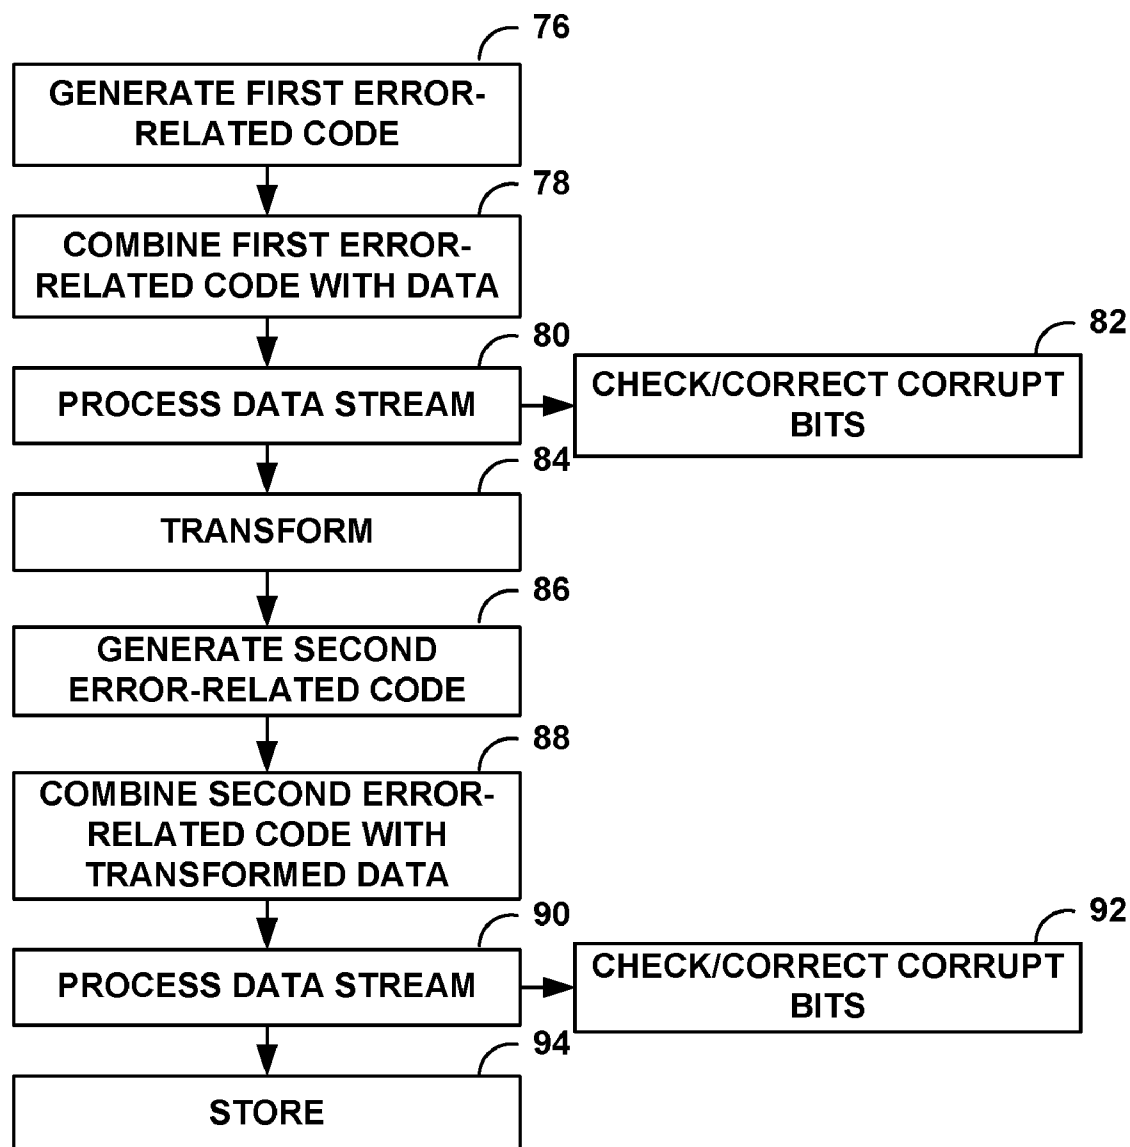 76
GENERATE FIRST ERROR-
RELATED CODE
78
COMBINE FIRST ERROR-
RELATED CODE WITH DATA
80
PROCESS DATA STREAM
82
CHECK/CORRECT CORRUPT
BITS
84
TRANSFORM
86
GENERATE SECOND
ERROR-RELATED CODE
88
COMBINE SECOND ERROR-
RELATED CODE WITH
TRANSFORMED DATA
90
PROCESS DATA STREAM
92
CHECK/CORRECT CORRUPT
BITS
94
STORE